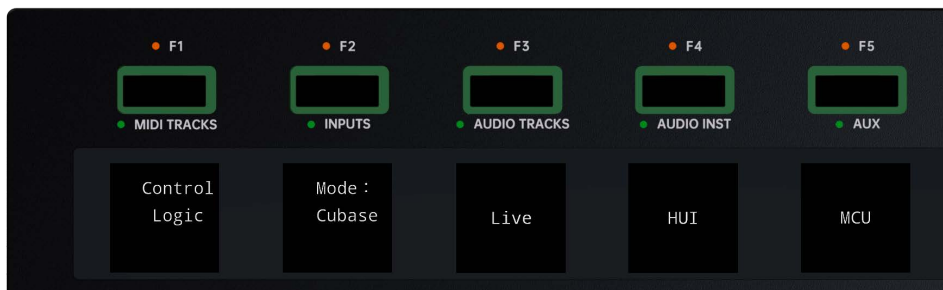 F1 F2 F3 F4 F5
MIDI TRACKS INPUTS AUDIO TRACKS AUDIO INST AUX
Control Mode：
Logic Cubase Live HUI MCU